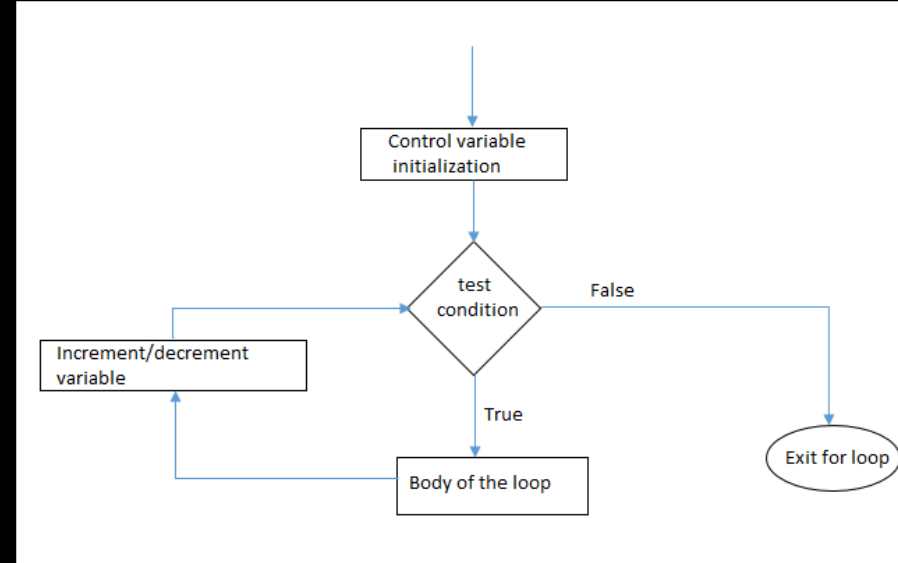 Control variable
initialization
test
condition
False
Increment/decrement
variable
True
Body of the loop
Exit for loop